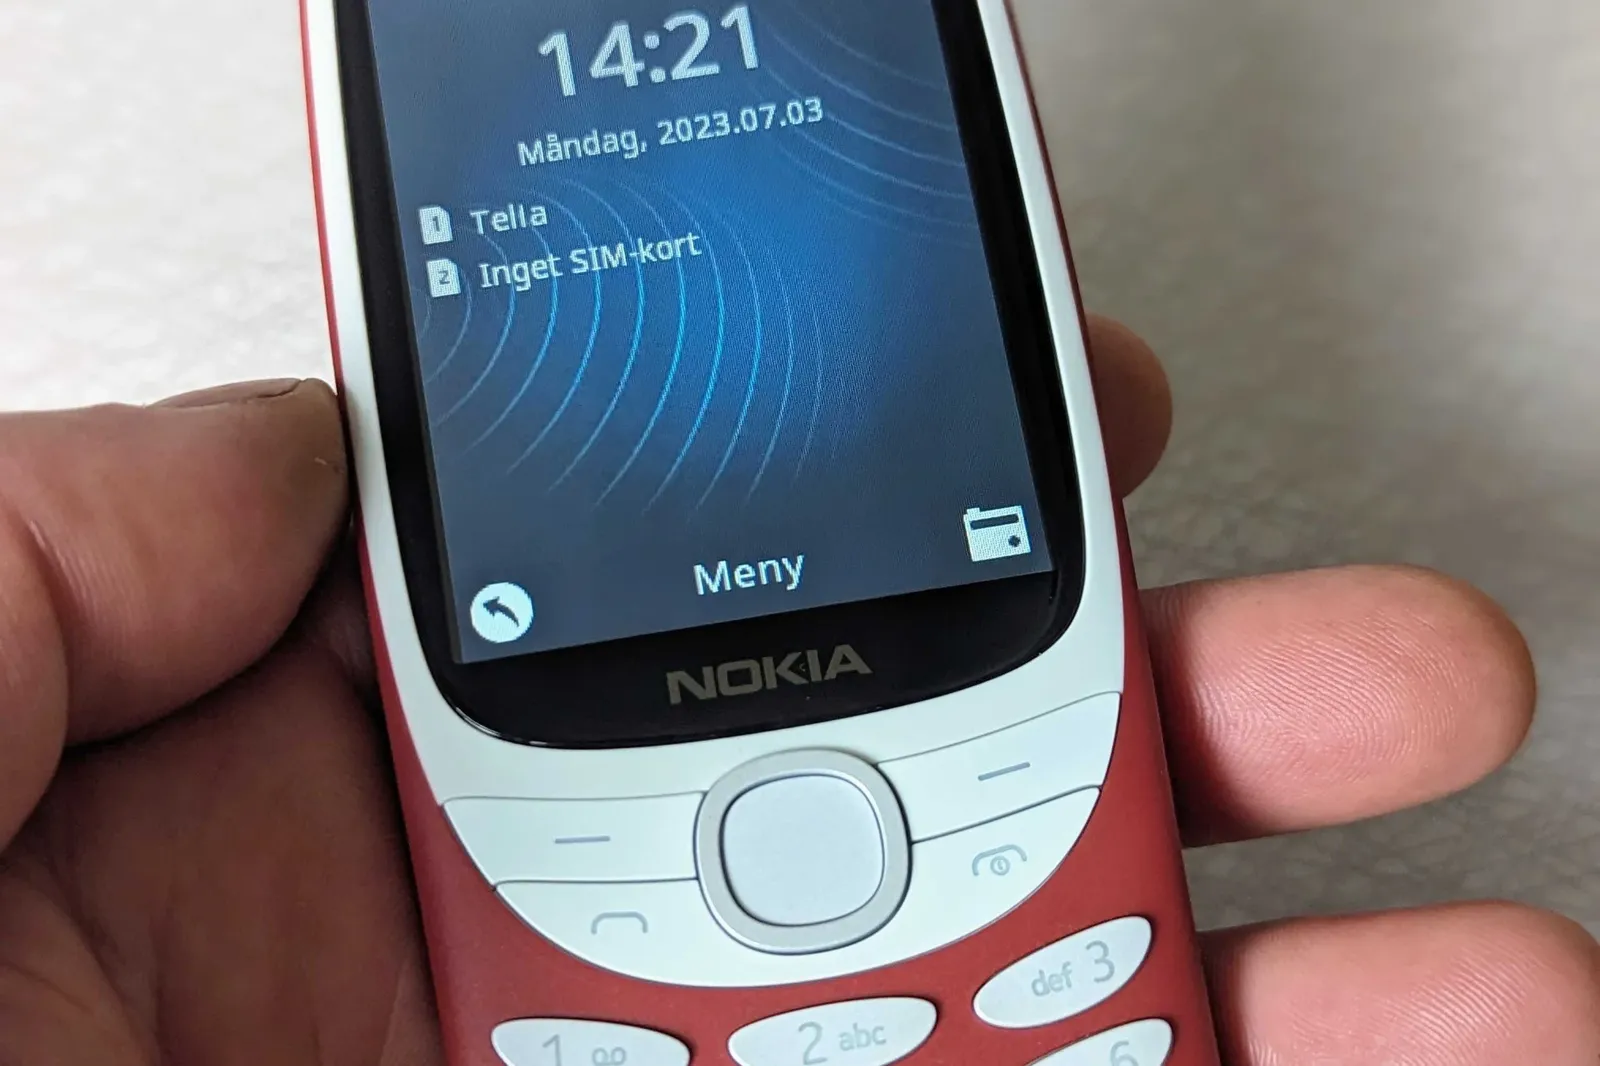 14:21
Måndag, 2023.07.03
1 Tella
2 Inget SIM-kort
Meny
NOKIA
1
2 abc
def 3
6